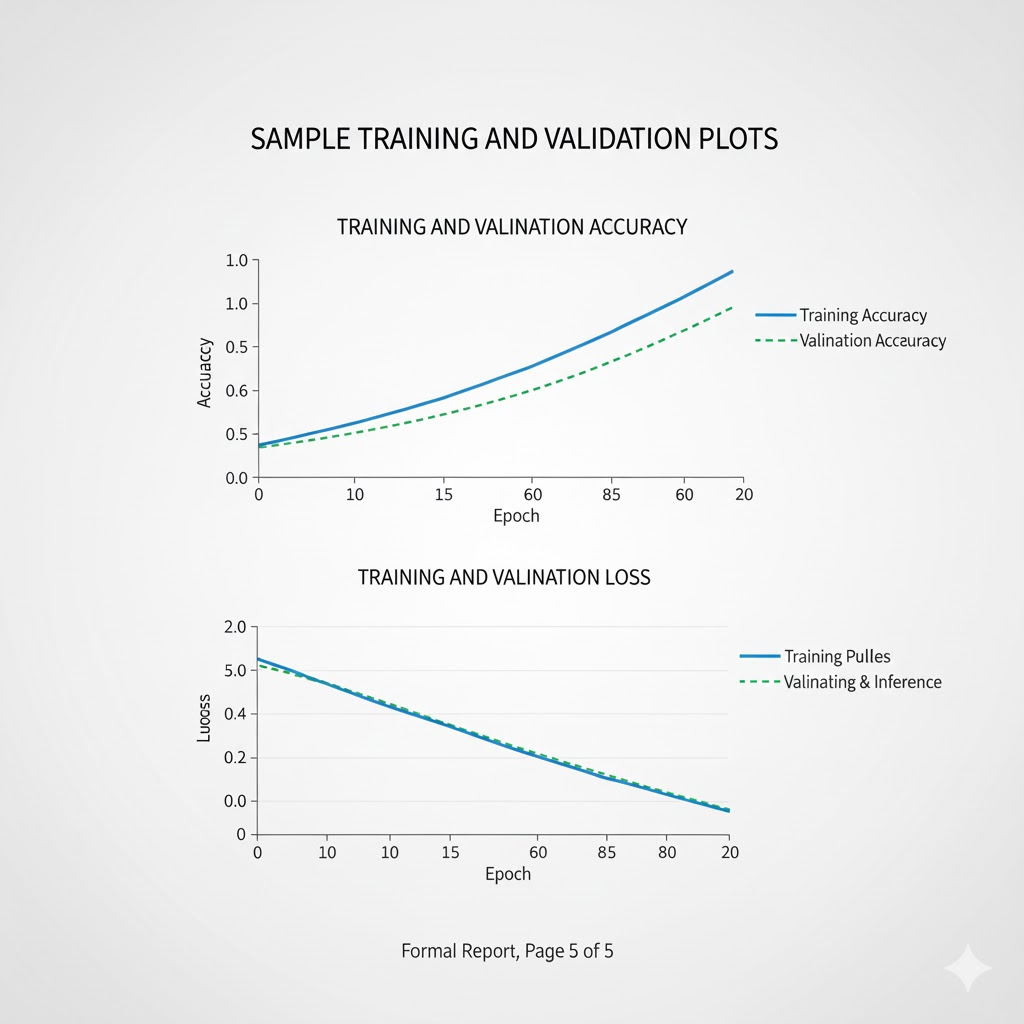 SAMPLE TRAINING AND VALIDATION PLOTS
TRAINING AND VALINATION ACCURACY
1.0
1.0
0.5
0.6
0.5
0.0
Accuaccy
0 10 15 60 85 60 20
Epoch
Training Accuracy
Valination Accauracy
TRAINING AND VALINATION LOSS
2.0
5.0
0.4
0.2
0.0
0
Luooss
0 10 10 15 60 85 80 20
Epoch
Training Pulles
Valinating & Inference
Formal Report, Page 5 of 5